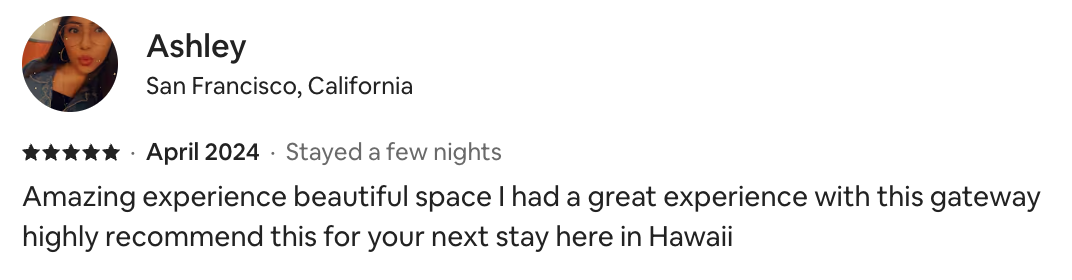 Ashley
San Francisco, California
★★★★★ · April 2024 · Stayed a few nights
Amazing experience beautiful space I had a great experience with this gateway
highly recommend this for your next stay here in Hawaii